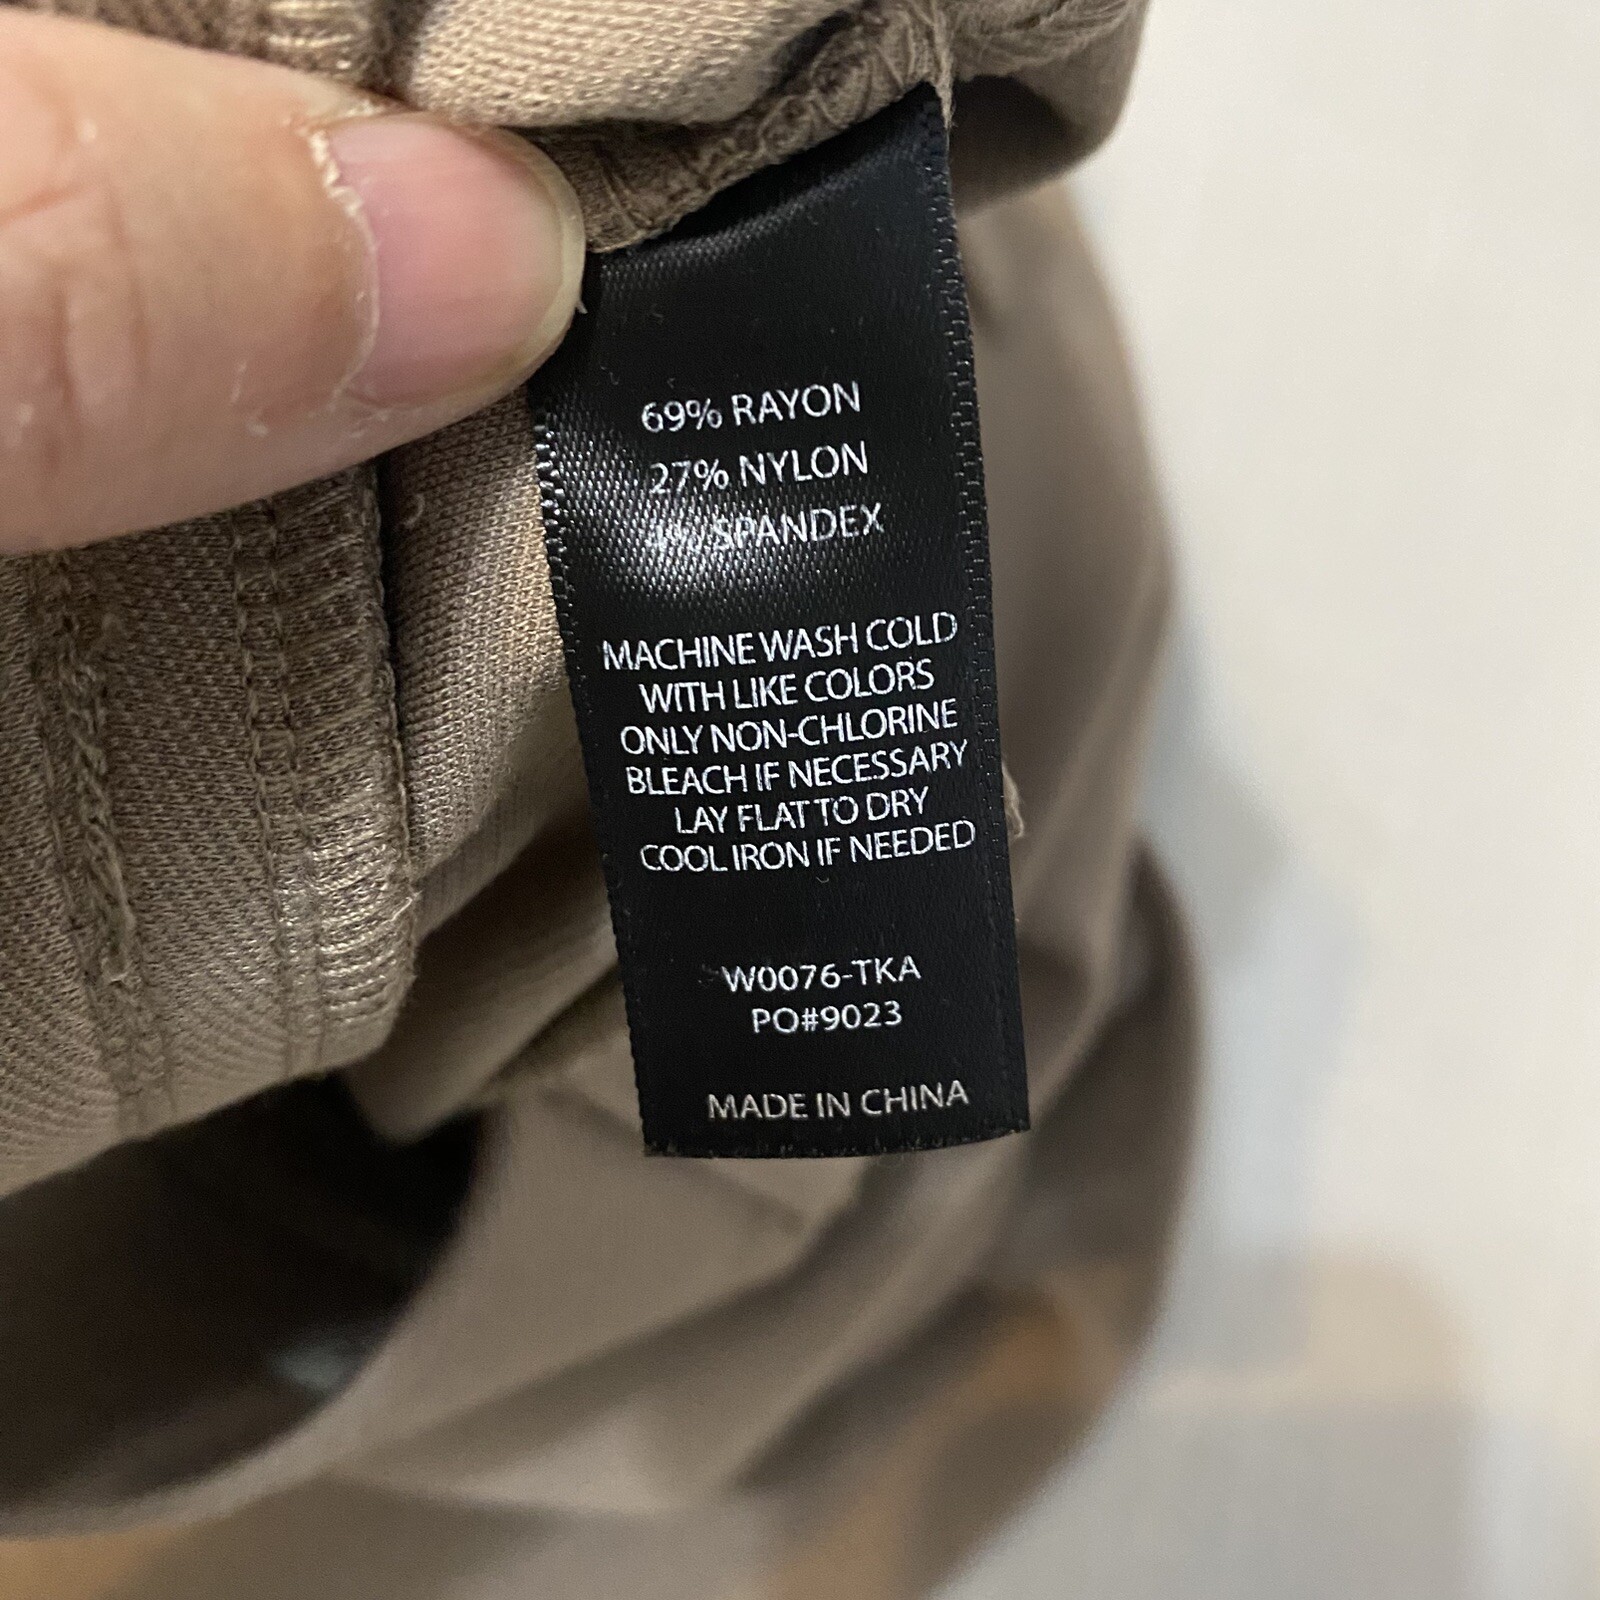 69% RAYON
27% NYLON
4% SPANDEX
MACHINE WASH COLD
WITH LIKE COLORS
ONLY NON-CHLORINE
BLEACH IF NECESSARY
LAY FLAT TO DRY
COOL IRON IF NEEDED
W0076-TKA
PO#9023
MADE IN CHINA